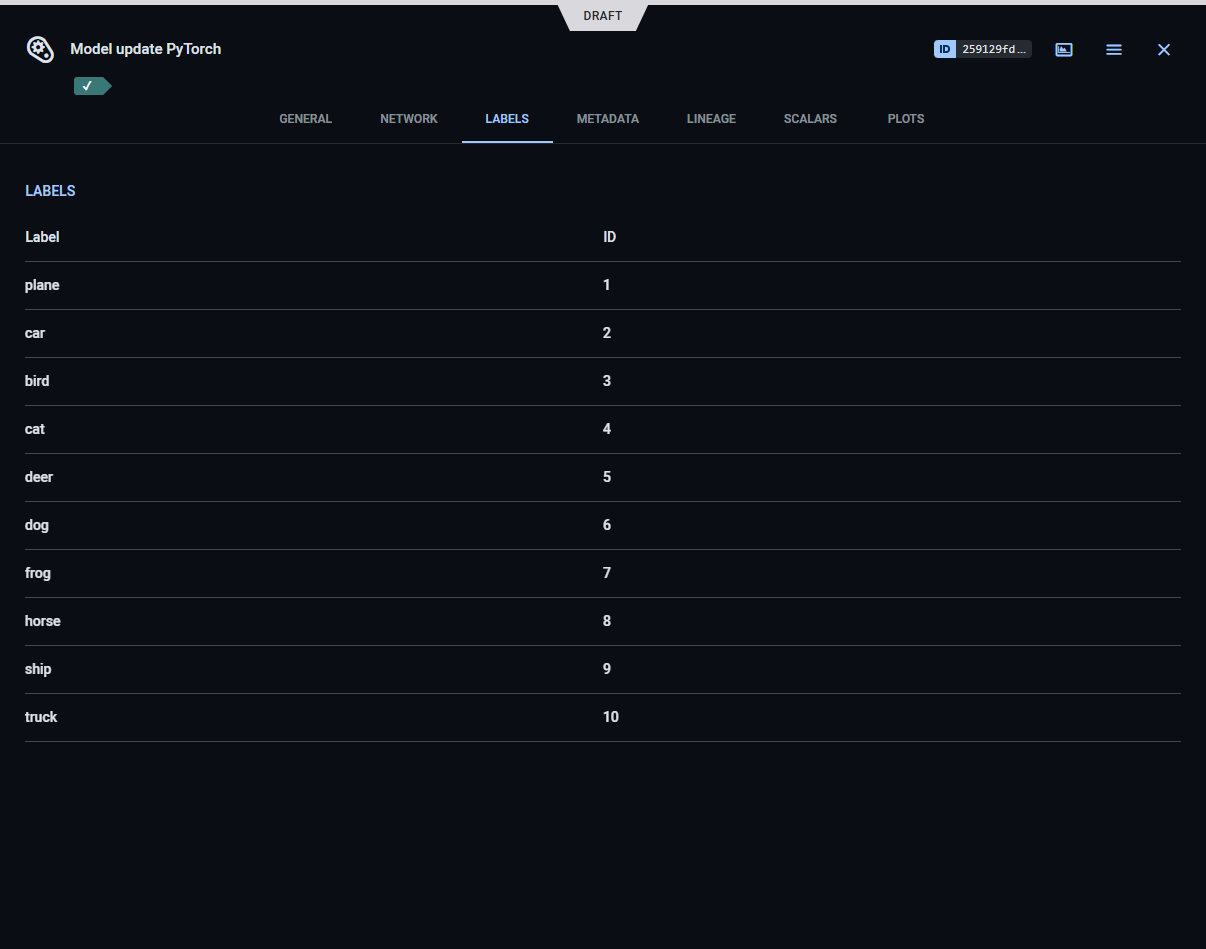 DRAFT
Model update PyTorch
ID 259129fd...
✓
GENERAL NETWORK LABELS METADATA LINEAGE SCALARS PLOTS
LABELS
Label ID
plane 1
car 2
bird 3
cat 4
deer 5
dog 6
frog 7
horse 8
ship 9
truck 10